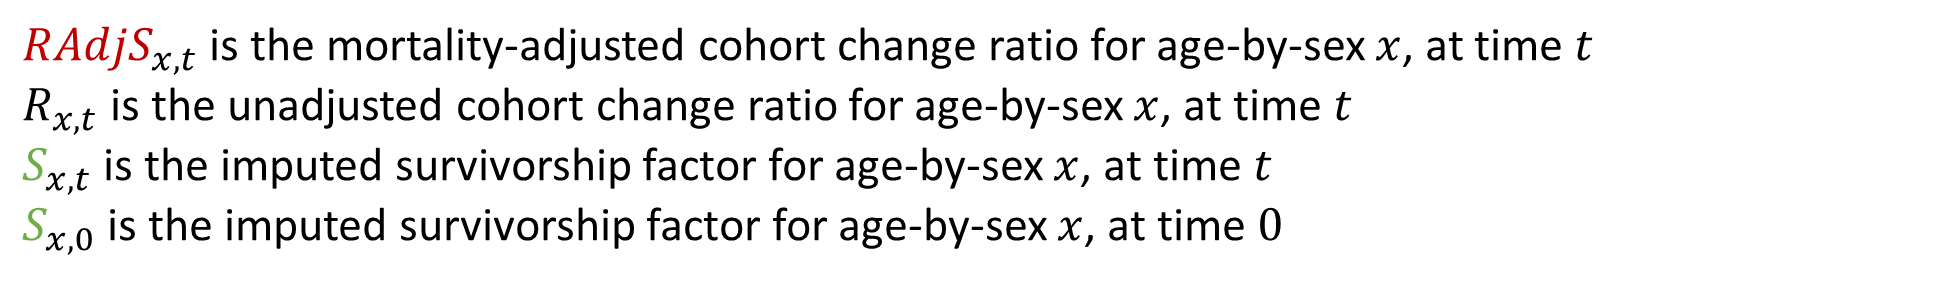 RAdjSx,t is the mortality-adjusted cohort change ratio for age-by-sex x, at time t
Rx,t is the unadjusted cohort change ratio for age-by-sex x, at time t
Sx,t is the imputed survivorship factor for age-by-sex x, at time t
Sx,0 is the imputed survivorship factor for age-by-sex x, at time 0